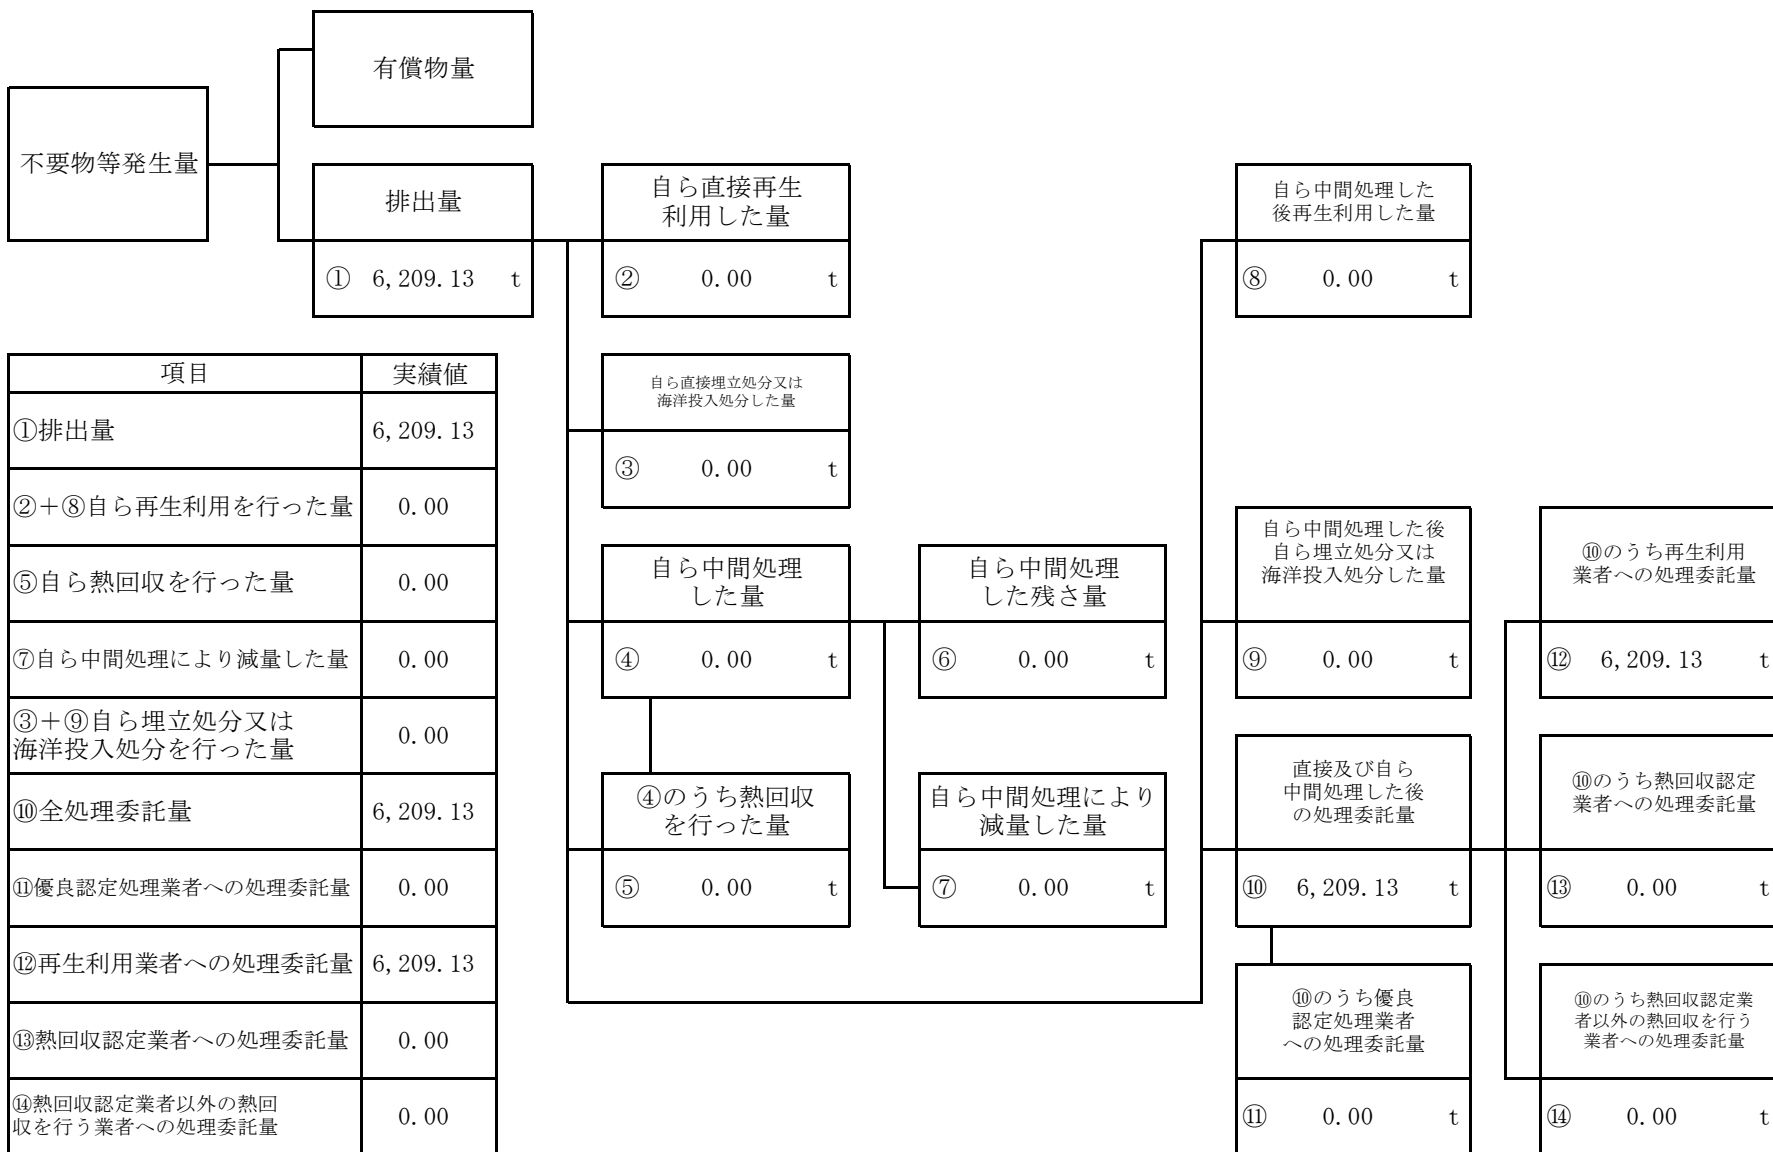 有償物量
不要物等発生量
排出量
① 6,209.13 t
自ら直接再生
利用した量
② 0.00 t
自ら中間処理した
後再生利用した量
⑧ 0.00 t
自ら直接埋立処分又は
海洋投入処分した量
③ 0.00 t
自ら中間処理
した量
④ 0.00 t
自ら中間処理
した残さ量
⑥ 0.00 t
自ら中間処理した後
自ら埋立処分又は
海洋投入処分した量
⑨ 0.00 t
⑩のうち再生利用
業者への処理委託量
⑫ 6,209.13 t
④のうち熱回収
を行った量
⑤ 0.00 t
自ら中間処理により
減量した量
⑦ 0.00 t
直接及び自ら
中間処理した後
の処理委託量
⑩ 6,209.13 t
⑩のうち熱回収認定
業者への処理委託量
⑬ 0.00 t
⑩のうち優良
認定処理業者
への処理委託量
⑪ 0.00 t
⑩のうち熱回収認定業
者以外の熱回収を行う
業者への処理委託量
⑭ 0.00 t
項目 実績値
①排出量 6,209.13
②+⑧自ら再生利用を行った量 0.00
⑤自ら熱回収を行った量 0.00
⑦自ら中間処理により減量した量 0.00
③+⑨自ら埋立処分又は
海洋投入処分を行った量 0.00
⑩全処理委託量 6,209.13
⑪優良認定処理業者への処理委託量 0.00
⑫再生利用業者への処理委託量 6,209.13
⑬熱回収認定業者への処理委託量 0.00
⑭熱回収認定業者以外の熱回
収を行う業者への処理委託量 0.00